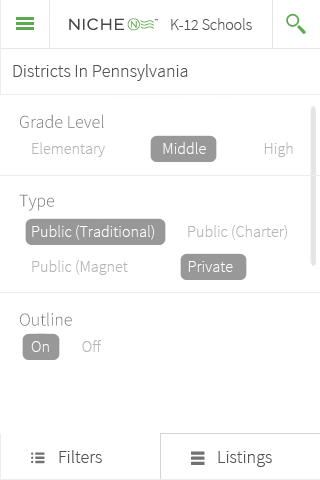 NICHE N K-12 Schools
Districts In Pennsylvania
Grade Level
Elementary Middle High
Type
Public (Traditional) Public (Charter)
Public (Magnet Private
Outline
On Off
Filters Listings